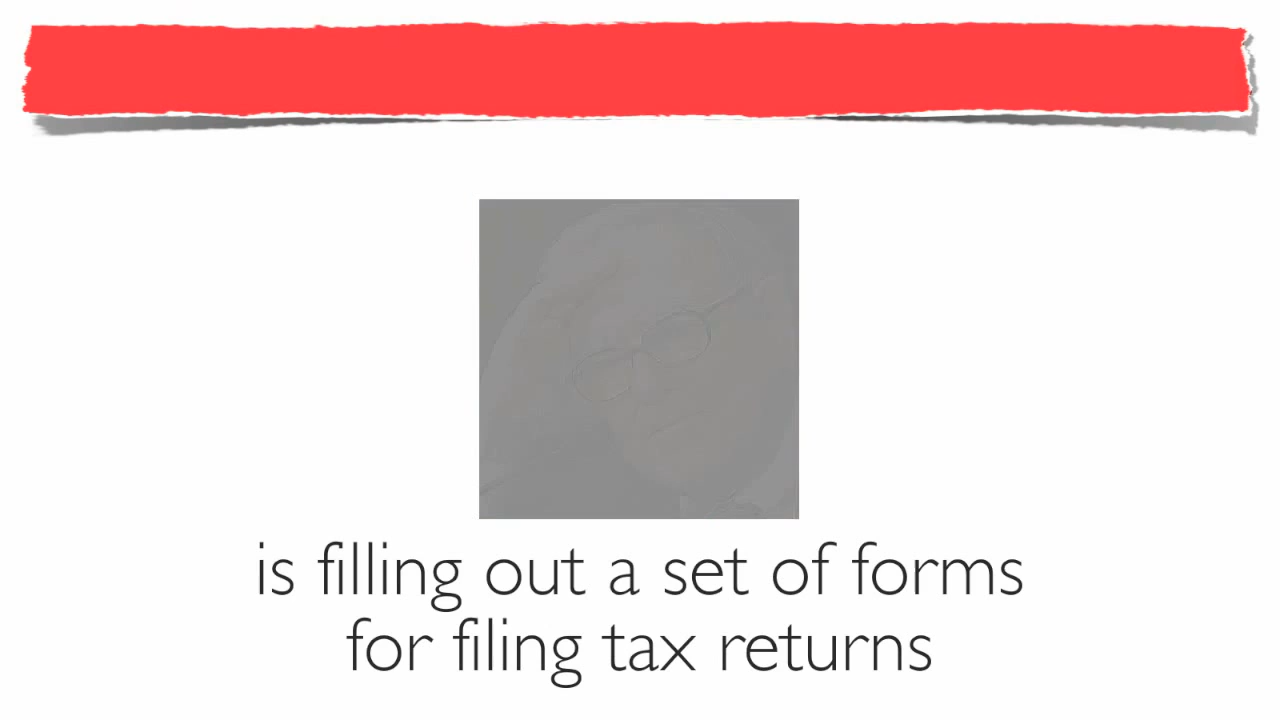 is filling out a set of forms
for filing tax returns